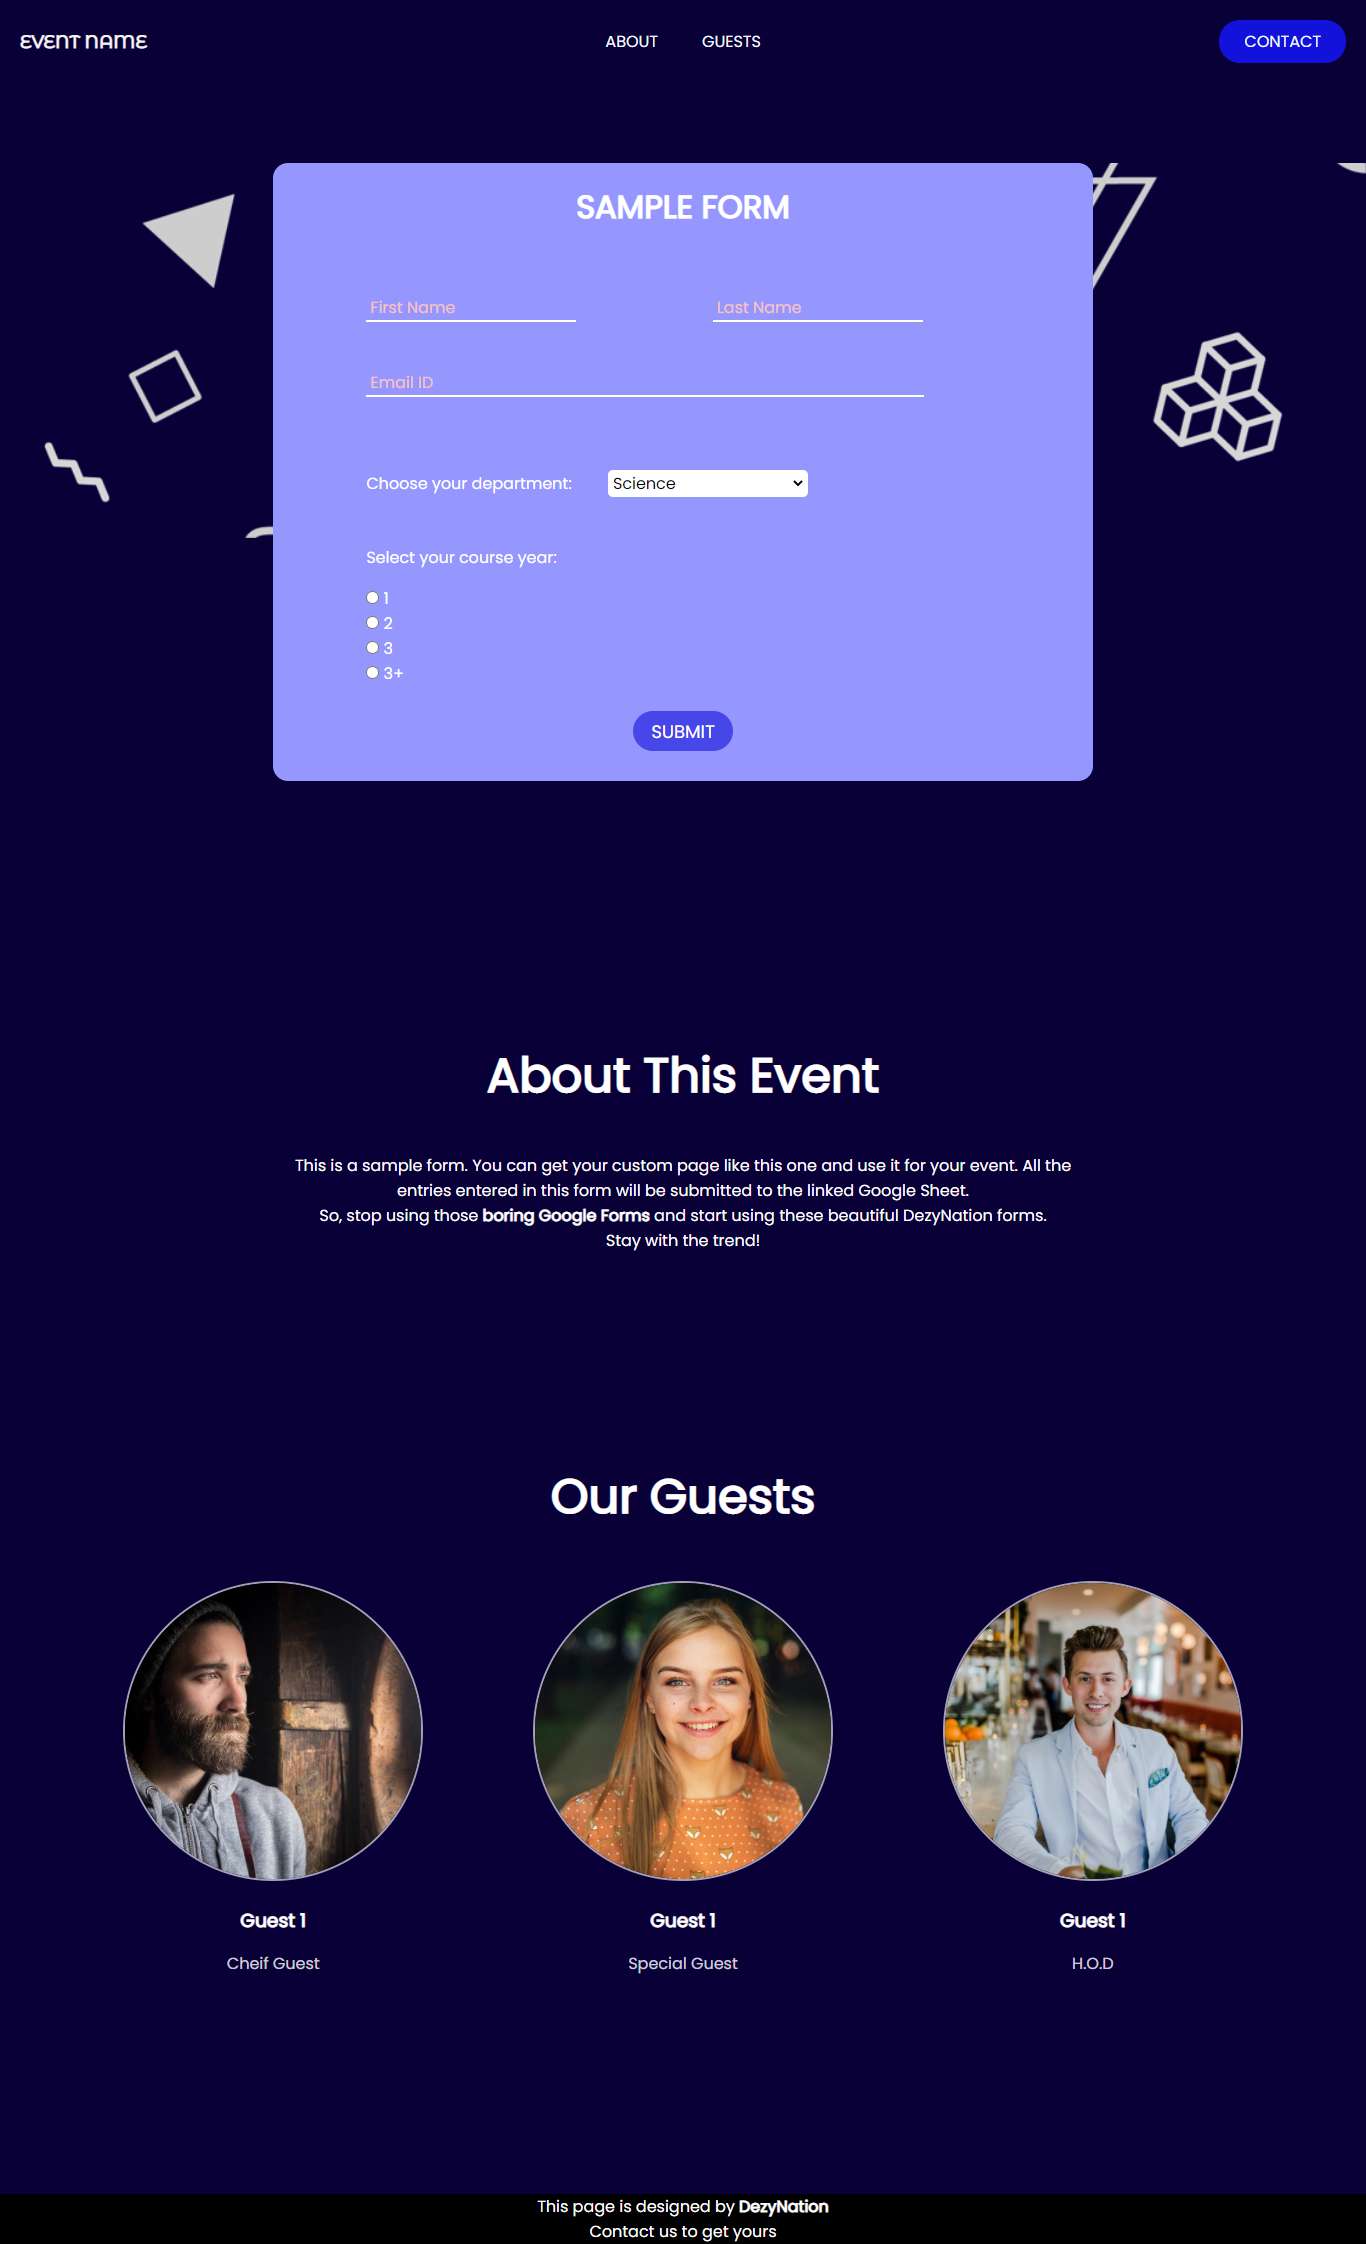 EVENT NAME
ABOUT
GUESTS
CONTACT
SAMPLE FORM
First Name
Last Name
Email ID
Choose your department:
Science
Select your course year:
1
2
3
3+
SUBMIT
About This Event
This is a sample form. You can get your custom page like this one and use it for your event. All the
entries entered in this form will be submitted to the linked Google Sheet.
So, stop using those boring Google Forms and start using these beautiful DezyNation forms.
Stay with the trend!
Our Guests
Guest 1
Cheif Guest
Guest 1
Special Guest
Guest 1
H.O.D
This page is designed by DezyNation
Contact us to get yours